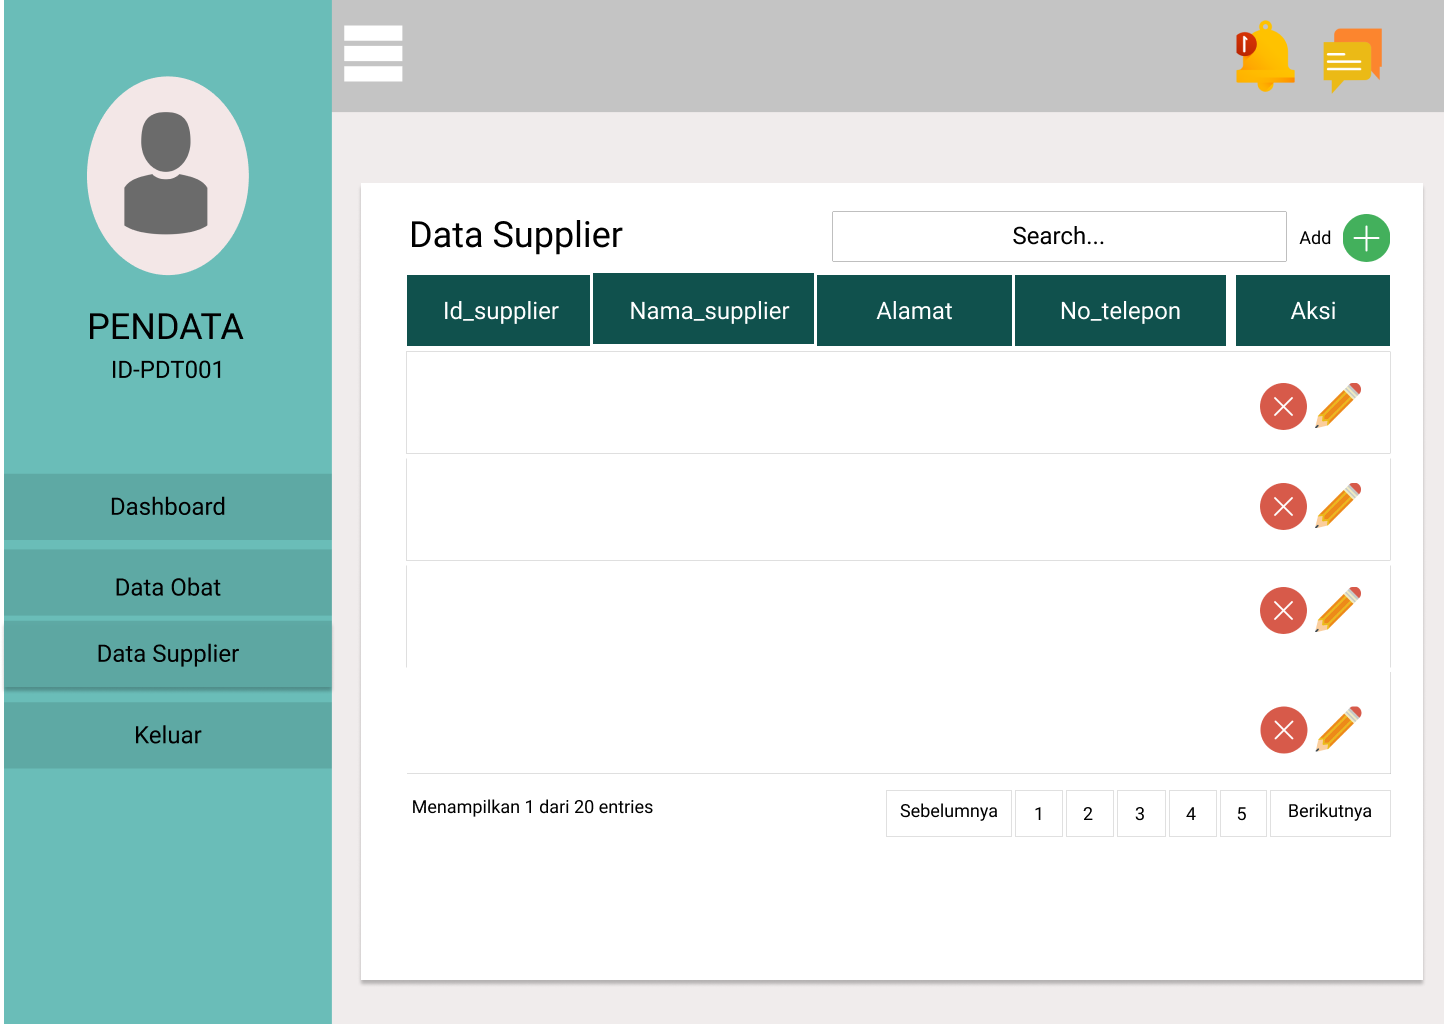 1
PENDATA
ID-PDT001
Dashboard
Data Obat
Data Supplier
Keluar
Data Supplier
Search...
Add
Id_supplier
Nama_supplier
Alamat
No_telepon
Aksi
Menampilkan 1 dari 20 entries
Sebelumnya
1
2
3
4
5
Berikutnya